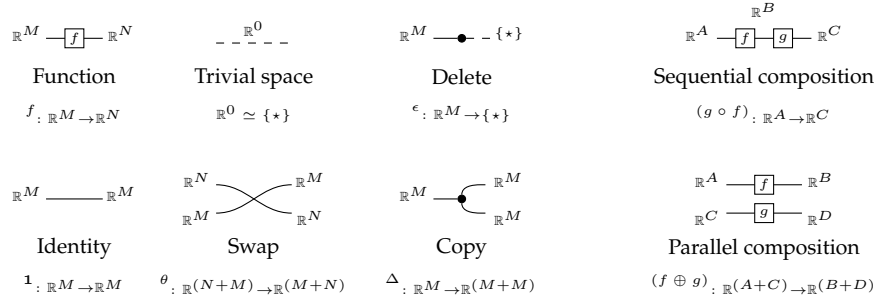 ℝ^M f ℝ^N
Function
f : ℝ^M→ℝ^N
ℝ^0
Trivial space
ℝ^0 ≃ {⋆}
ℝ^M {⋆}
Delete
ϵ : ℝ^M→{⋆}
ℝ^B
ℝ^A f g ℝ^C
Sequential composition
(g ∘ f) : ℝ^A→ℝ^C
ℝ^M ℝ^M
Identity
1 : ℝ^M→ℝ^M
ℝ^N ℝ^M
ℝ^M ℝ^N
Swap
θ : ℝ^(N+M)→ℝ^(M+N)
ℝ^M
ℝ^M ℝ^M
Copy
Δ : ℝ^M→ℝ^(M+M)
ℝ^A f ℝ^B
ℝ^C g ℝ^D
Parallel composition
(f ⊕ g) : ℝ^(A+C)→ℝ^(B+D)